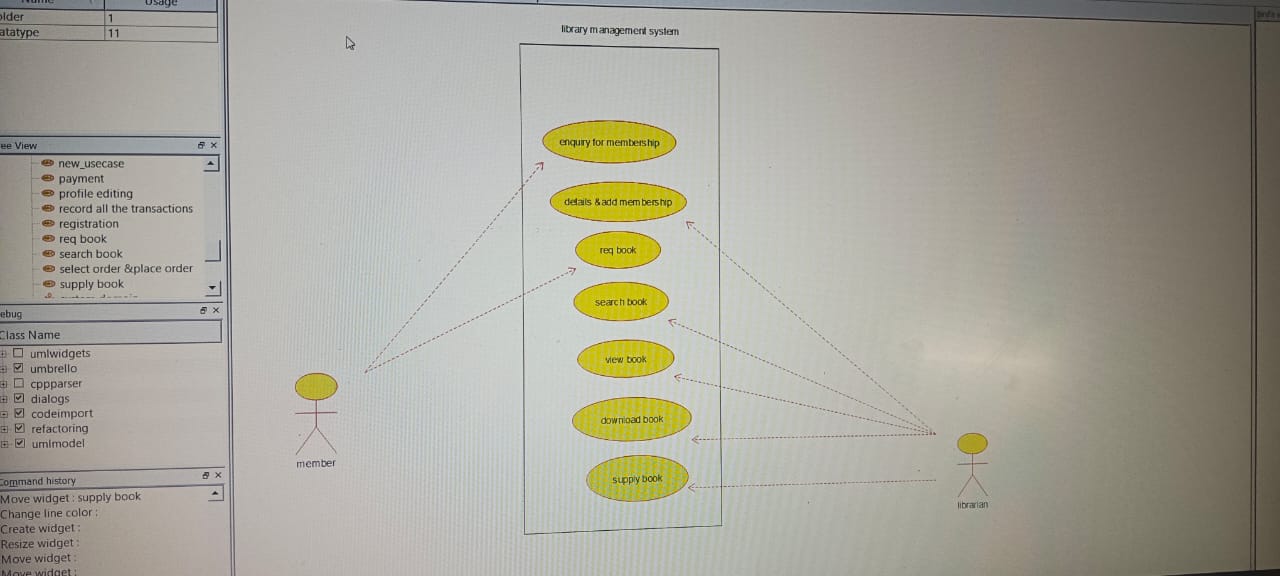 Usage
older 1
atatype 11
ee View
new_usecase
payment
profile editing
record all the transactions
registration
req book
search book
select order &place order
supply book
ebug
Class Name
umlwidgets
umbrello
cppparser
dialogs
codeimport
refactoring
umlmodel
ommand history
Move widget : supply book
Change line color :
Create widget :
Resize widget :
Move widget :
Move widget :
library management system
enquiry for membership
details &add membership
req book
search book
view book
download book
supply book
member
librarian